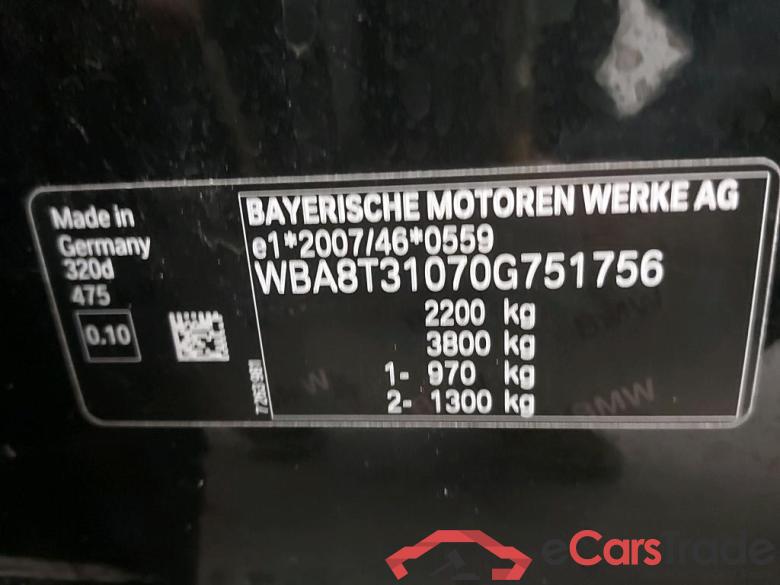 Made in
Germany
320d
475
0.10
BAYERISCHE MOTOREN WERKE AG
e1*2007/46*0559
WBA8T31070G751756
2200 kg
3800 kg
1- 970 kg
2- 1300 kg
BMW
eCarsTrade